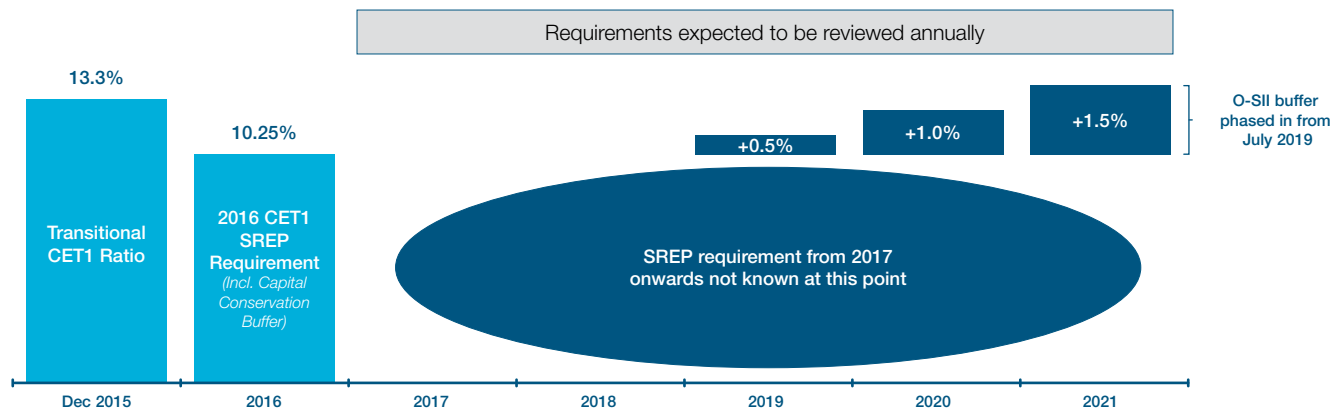 Requirements expected to be reviewed annually
13.3%
10.25%
+0.5%
+1.0%
+1.5%
O-SII buffer
phased in from
July 2019
Transitional
CET1 Ratio
2016 CET1
SREP
Requirement
(Incl. Capital
Conservation
Buffer)
SREP requirement from 2017
onwards not known at this point
Dec 2015
2016
2017
2018
2019
2020
2021